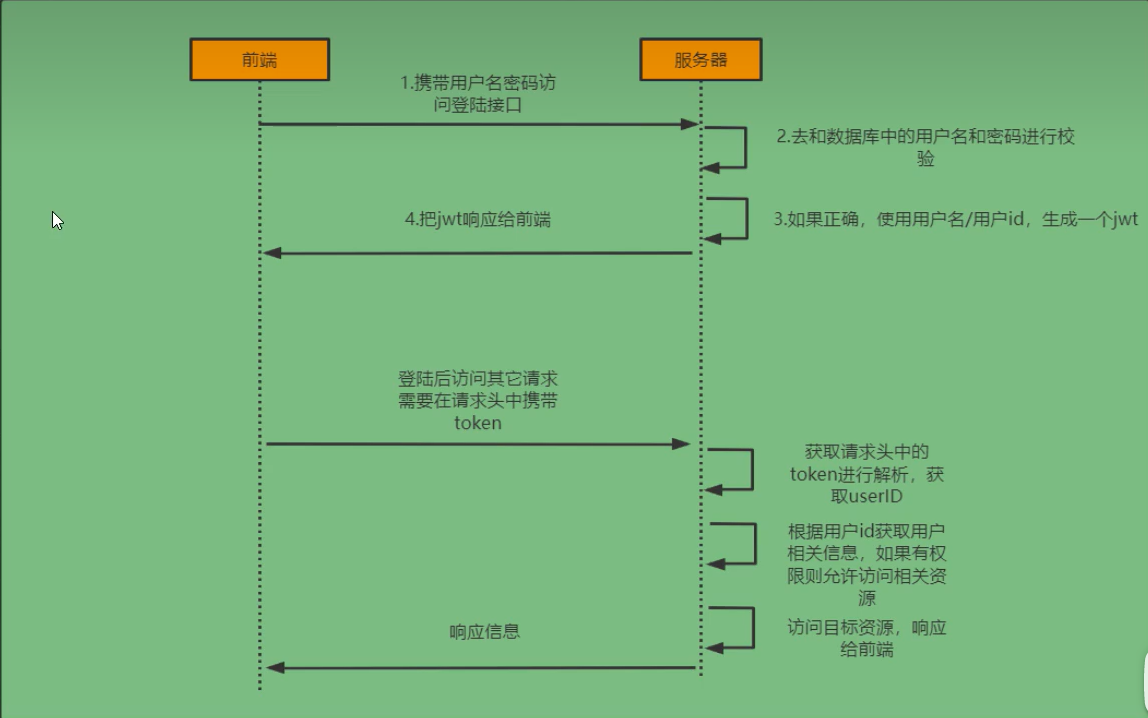 前端
服务器
1.携带用户名密码访
问登陆接口
2.去和数据库中的用户名和密码进行校
验
3.如果正确，使用用户名/用户id，生成一个jwt
4.把jwt响应给前端
登陆后访问其它请求
需要在请求头中携带
token
获取请求头中的
token进行解析，获
取userID
根据用户id获取用户
相关信息，如果有权
限则允许访问相关资
源
访问目标资源，响应
给前端
响应信息